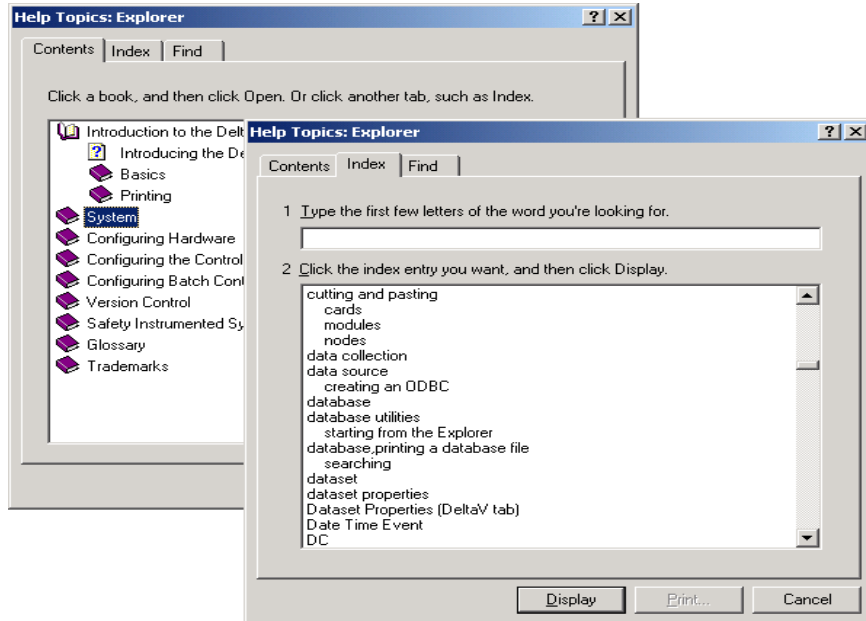 Help Topics: Explorer
Contents Index Find
Click a book, and then click Open. Or click another tab, such as Index.
Introduction to the Delt
Introducing the De
Basics
Printing
System
Configuring Hardware
Configuring the Control
Configuring Batch Cont
Version Control
Safety Instrumented Sy
Glossary
Trademarks
Help Topics: Explorer
Contents Index Find
1 Type the first few letters of the word you're looking for.
2 Click the index entry you want, and then click Display.
cutting and pasting
cards
modules
nodes
data collection
data source
creating an ODBC
database
database utilities
starting from the Explorer
database,printing a database file
searching
dataset
dataset properties
Dataset Properties (DeltaV tab)
Date Time Event
DC
Display Print... Cancel